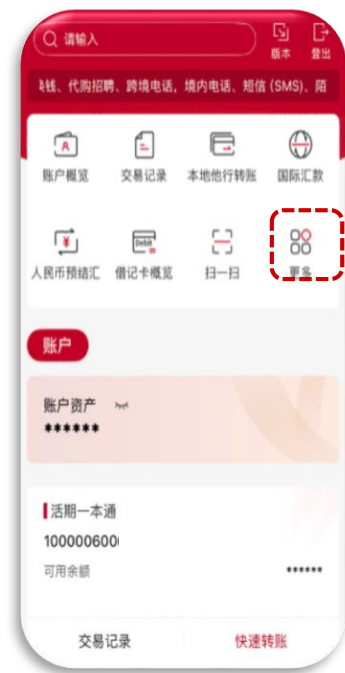 请输入
版本 登出
钱、代购招聘、跨境电话，境内电话、短信 (SMS)、陌
A
账户概览 交易记录 本地他行转账 国际汇款
¥ Debit
人民币预结汇 借记卡概览 扫一扫 更多
账户
账户资产
******
活期一本通
100000600
可用余额 ******
交易记录 快速转账